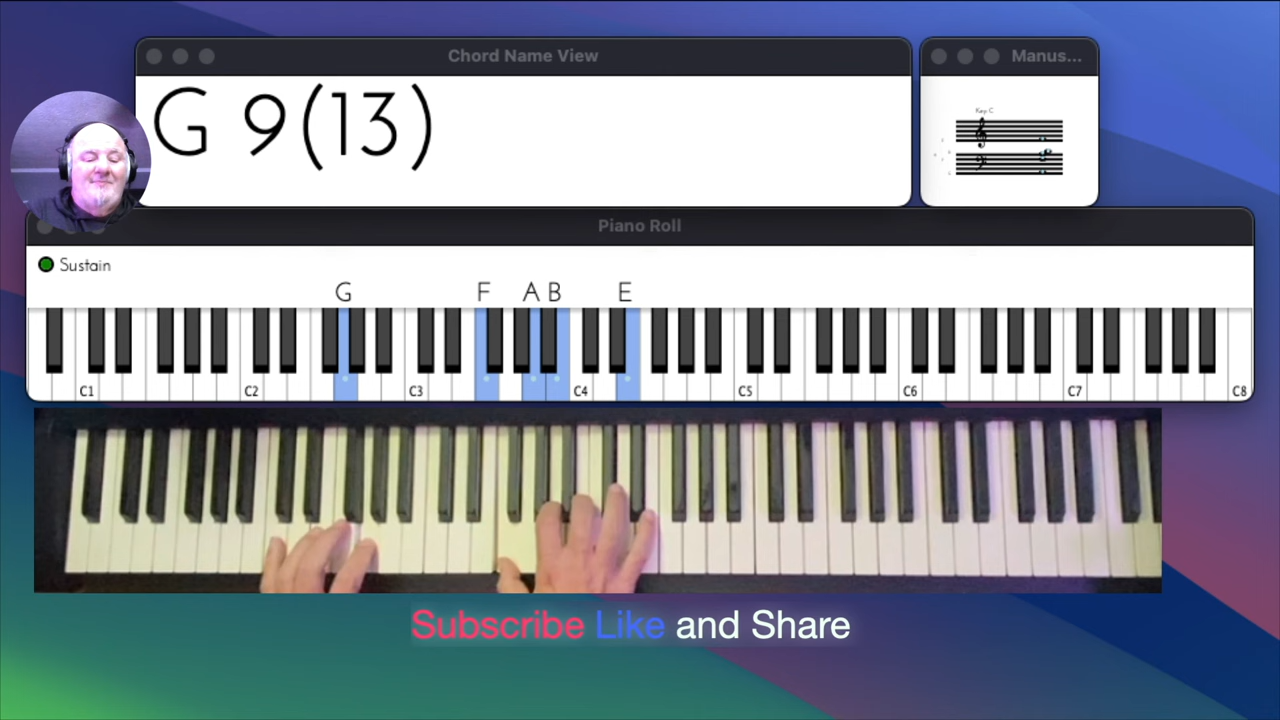 Chord Name View
Manus...
G 9(13)
Key: C
Piano Roll
Sustain
G F A B E
C1 C2 C3 C4 C5 C6 C7 C8
Subscribe Like and Share